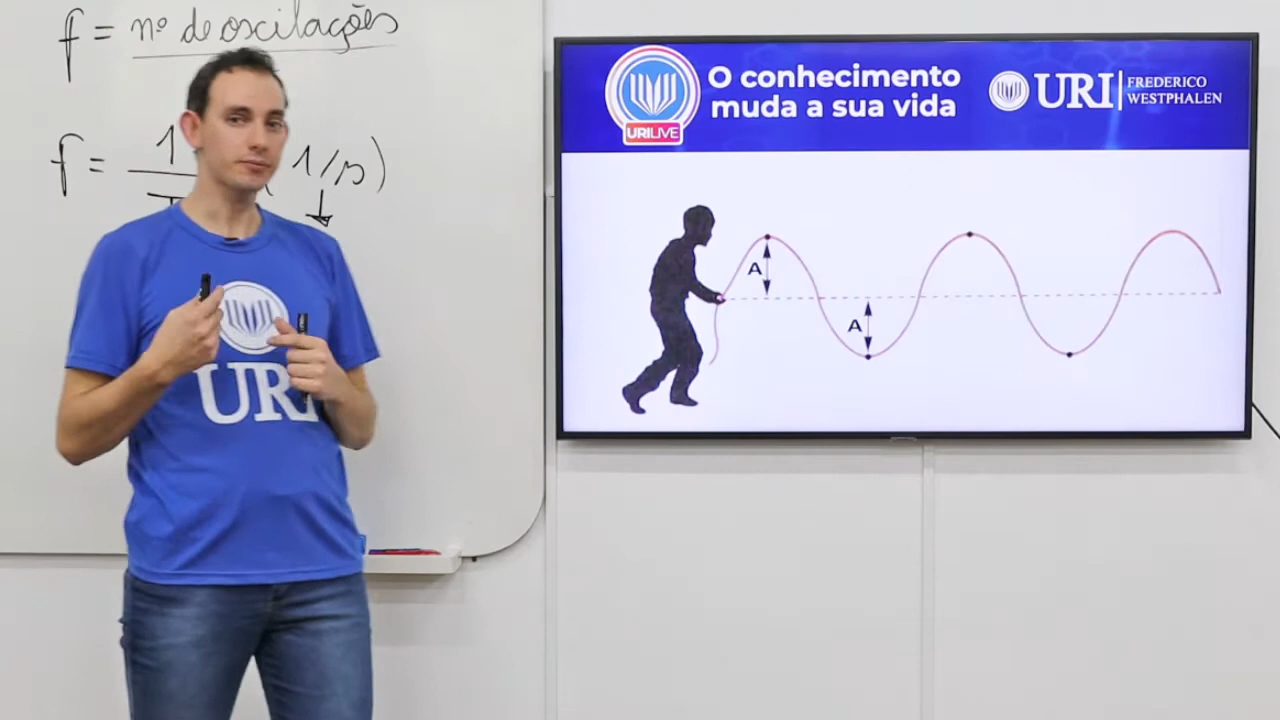 f = nº de oscilações
f = 1
T
1/s)
URI
O conhecimento
muda a sua vida
URILIVE
URI
FREDERICO
WESTPHALEN
A
A